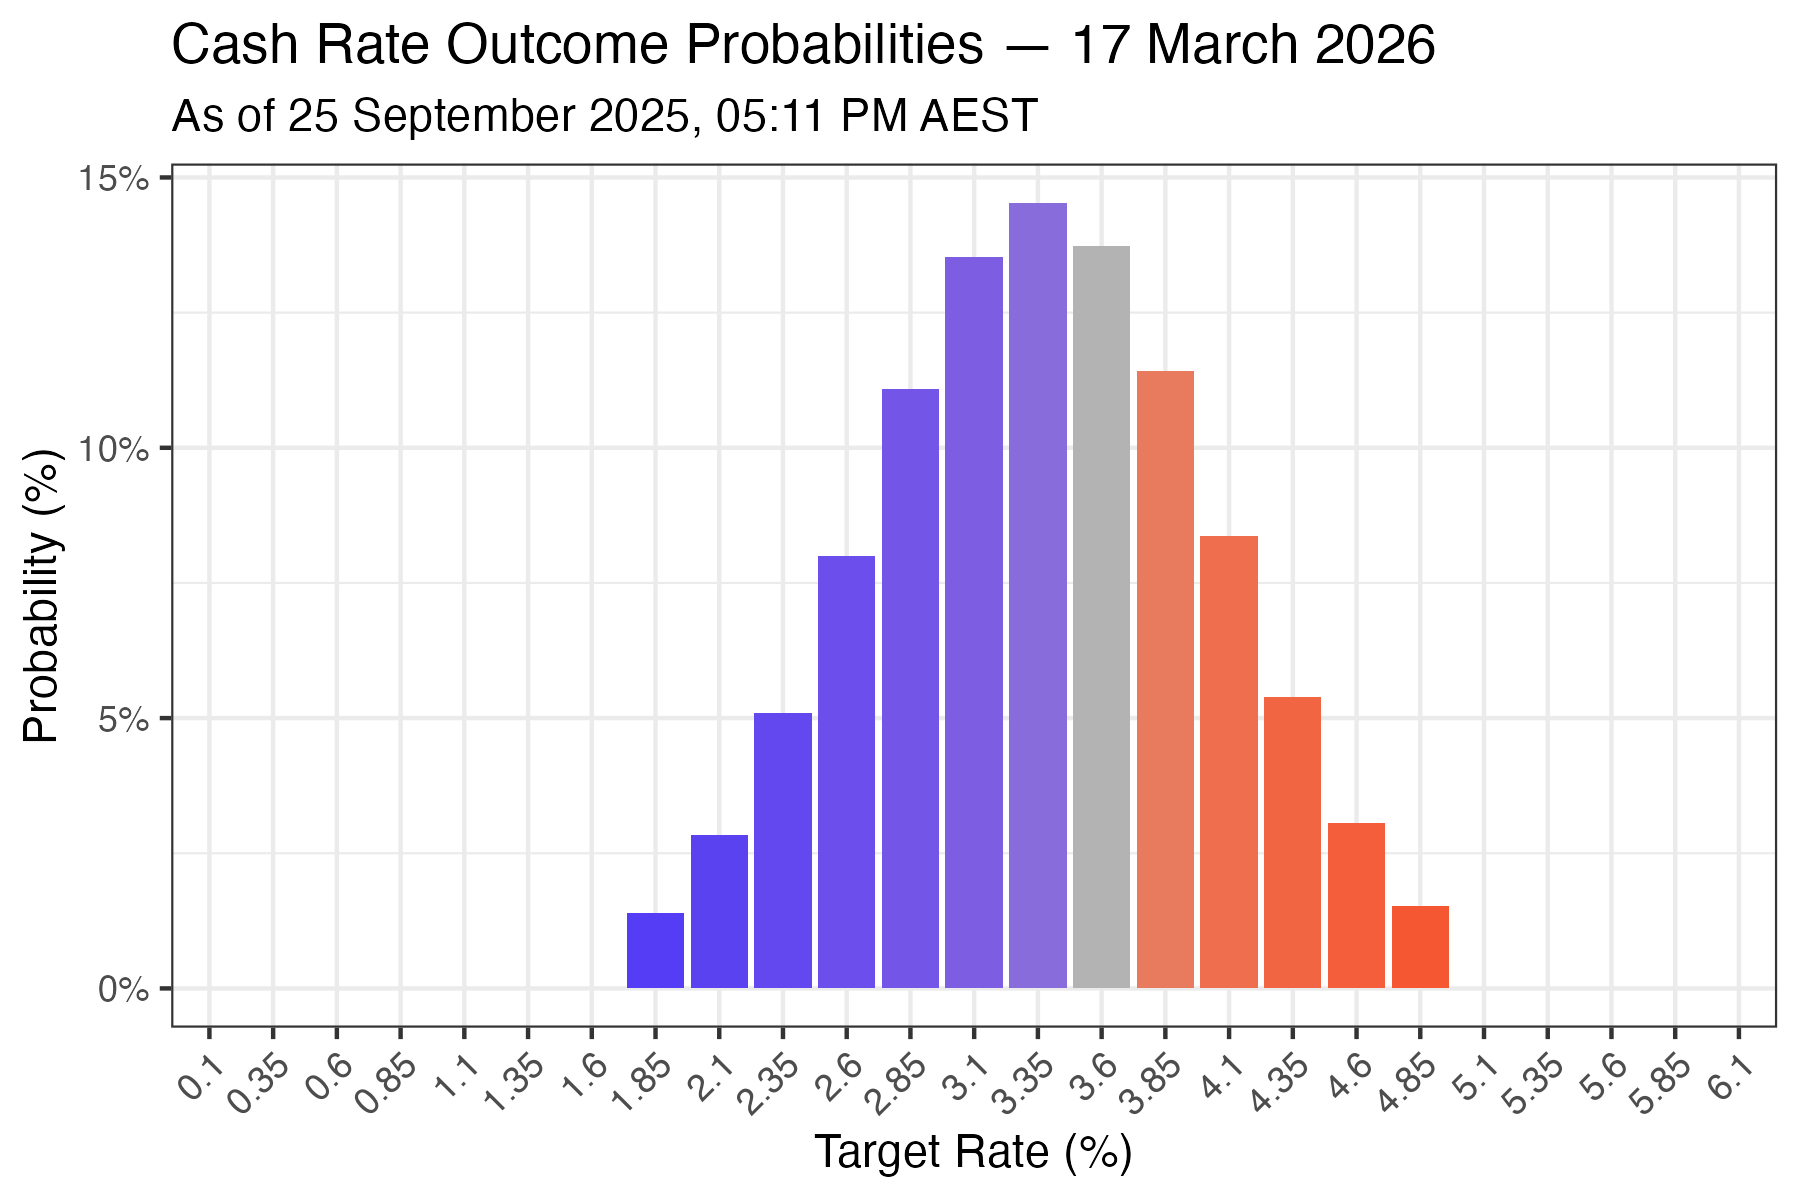 Cash Rate Outcome Probabilities — 17 March 2026
As of 25 September 2025, 05:11 PM AEST
Probability (%)
15%
10%
5%
0%
0.1 0.35 0.6 0.85 1.1 1.35 1.6 1.85 2.1 2.35 2.6 2.85 3.1 3.35 3.6 3.85 4.1 4.35 4.6 4.85 5.1 5.35 5.6 5.85 6.1
Target Rate (%)